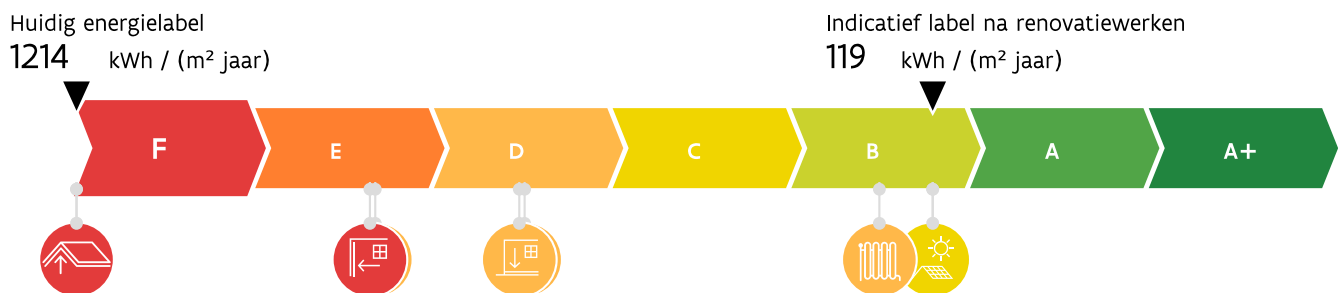 Huidig energielabel
1214 kWh / (m² jaar)
Indicatief label na renovatiewerken
119 kWh / (m² jaar)
F E D C B A A+